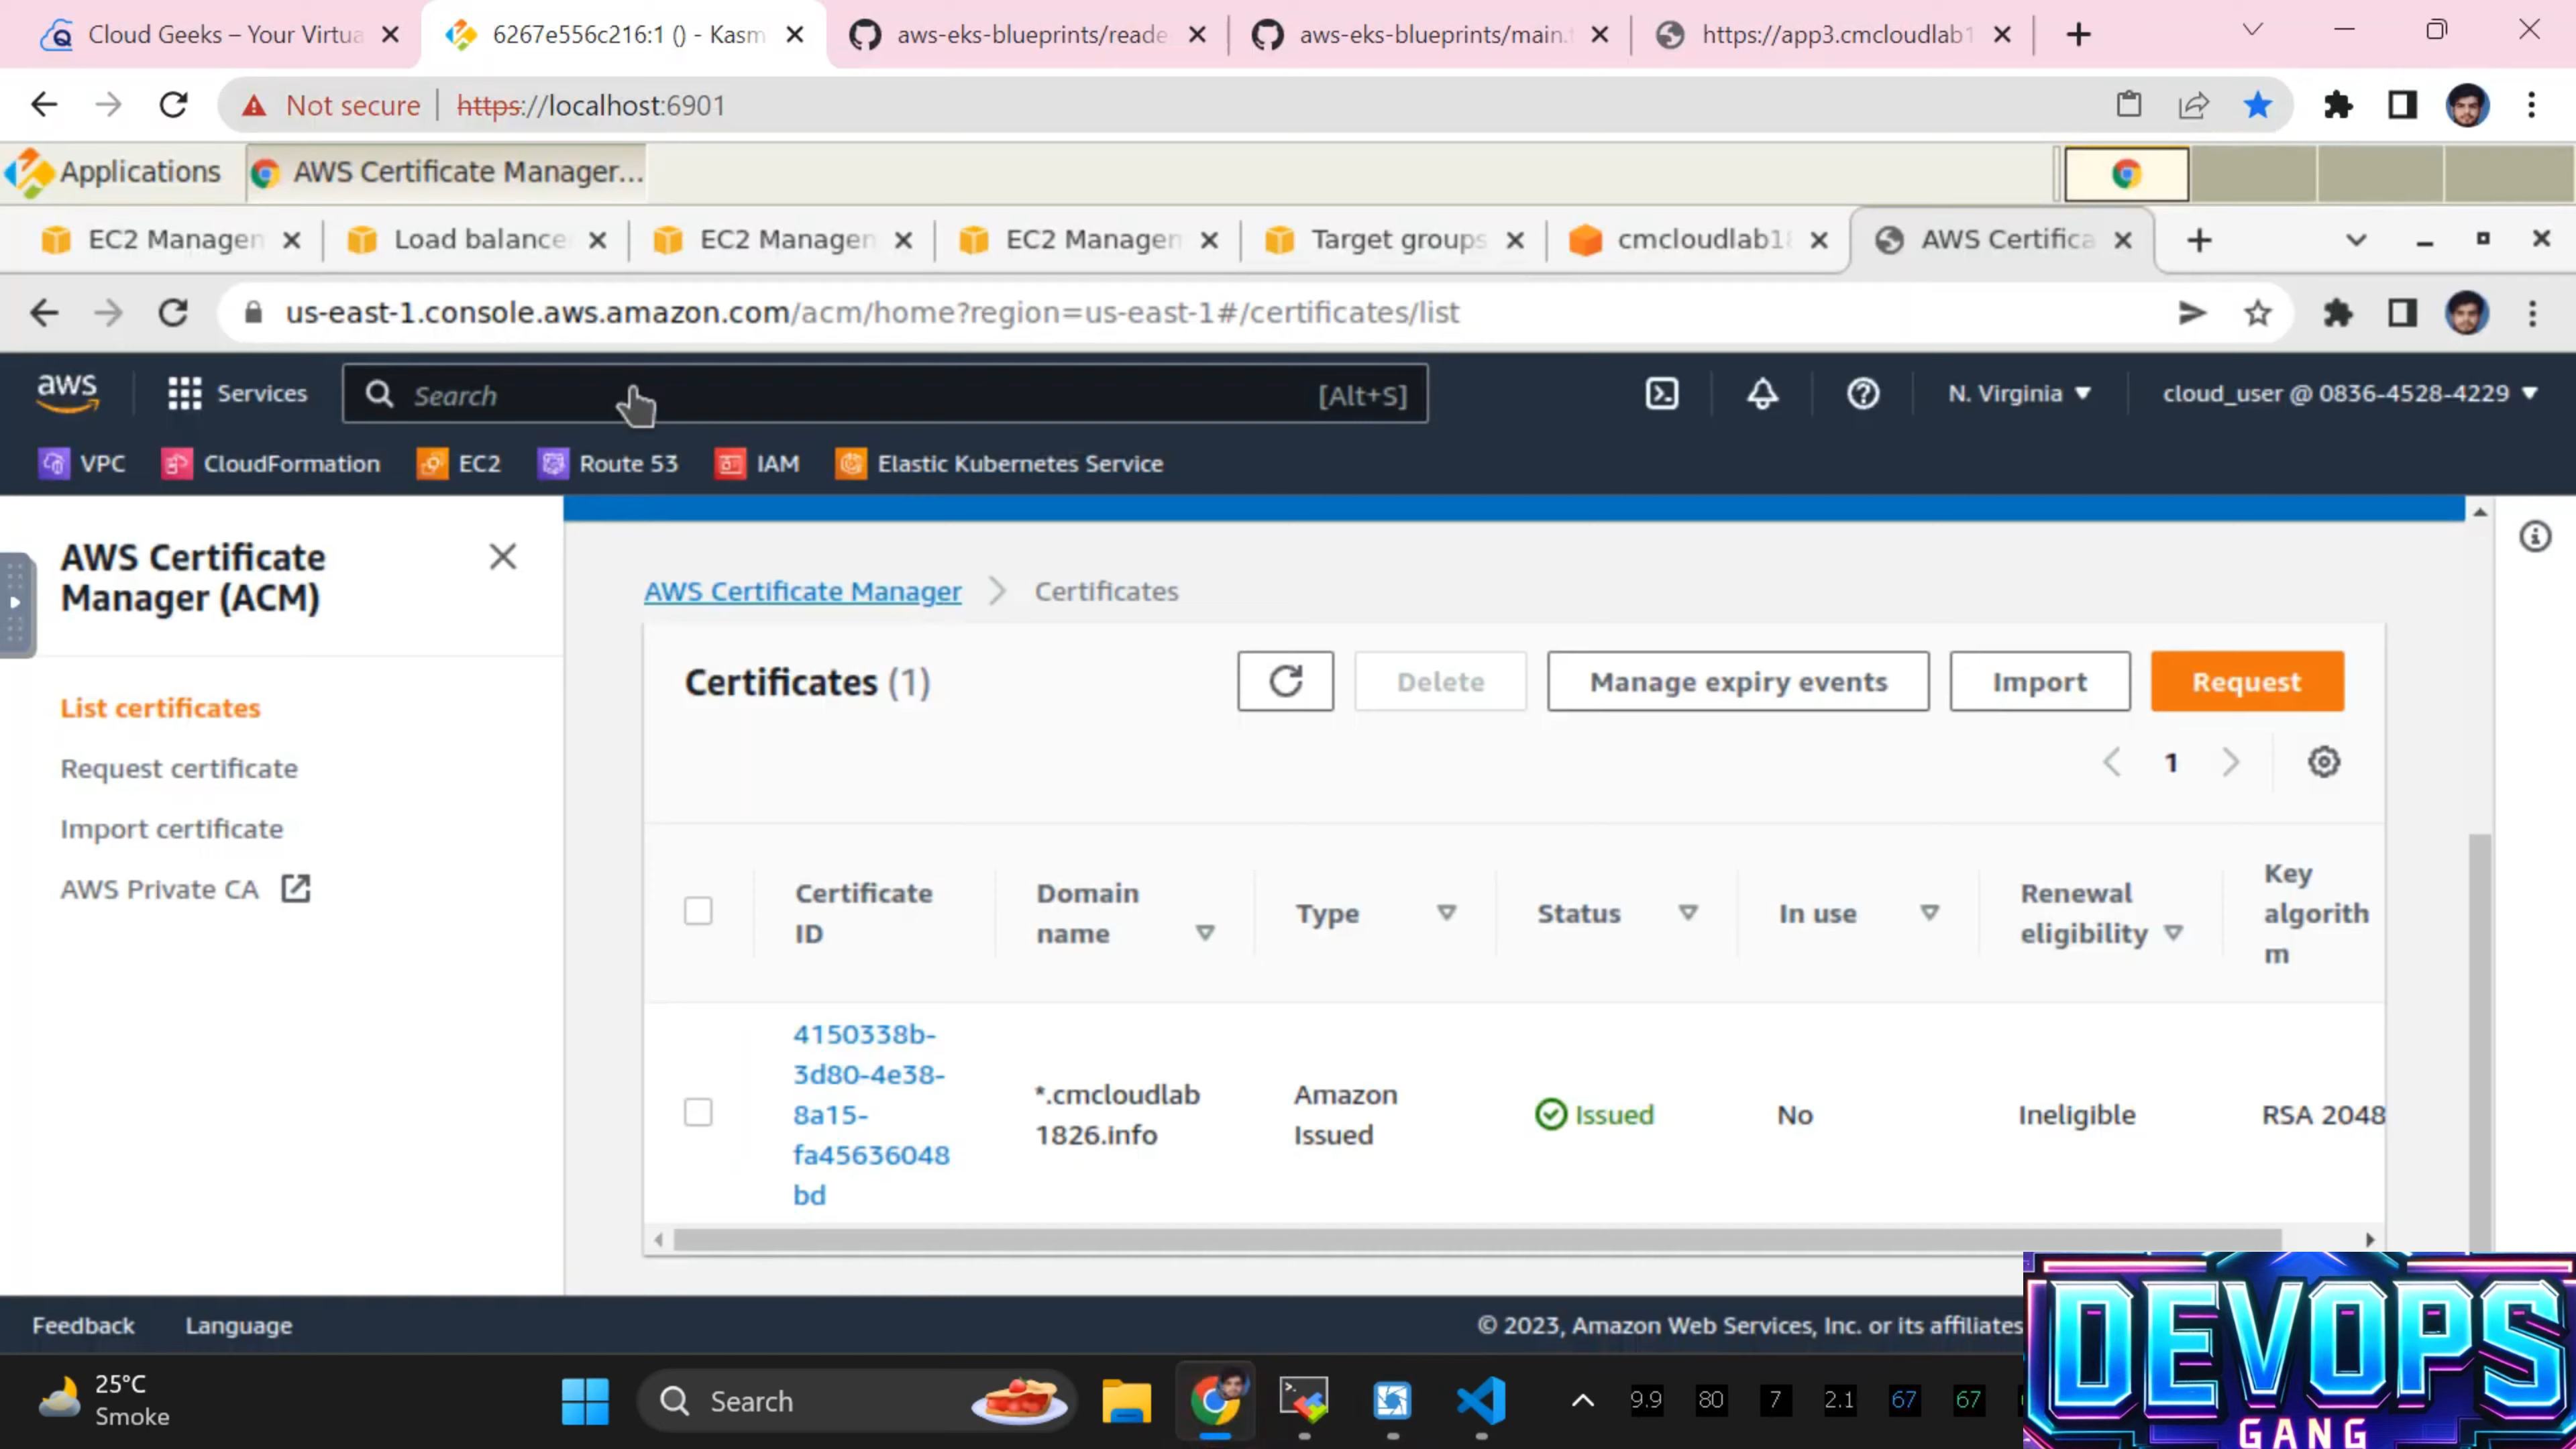 Cloud Geeks – Your Virtua
6267e556c216:1 () - Kasm
aws-eks-blueprints/reade
aws-eks-blueprints/main.
https://app3.cmcloudlab1
Not secure
https://localhost:6901
Applications
AWS Certificate Manager...
EC2 Managen
Load balance
EC2 Managen
EC2 Managen
Target groups
cmcloudlab18
AWS Certifica
us-east-1.console.aws.amazon.com/acm/home?region=us-east-1#/certificates/list
aws
Services
Search
[Alt+S]
N. Virginia
cloud_user @ 0836-4528-4229
VPC
CloudFormation
EC2
Route 53
IAM
Elastic Kubernetes Service
AWS Certificate
Manager (ACM)
List certificates
Request certificate
Import certificate
AWS Private CA
AWS Certificate Manager
Certificates
Certificates (1)
Delete
Manage expiry events
Import
Request
1
Certificate
ID
Domain
name
Type
Status
In use
Renewal
eligibility
Key
algorith
m
4150338b-
3d80-4e38-
8a15-
fa45636048
bd
*.cmcloudlab
1826.info
Amazon
Issued
Issued
No
Ineligible
RSA 2048
Feedback
Language
© 2023, Amazon Web Services, Inc. or its affiliates
25°C
Smoke
Search
9.9
80
7
2.1
67
67
DEVOPS
GANG